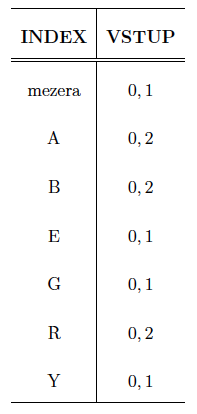 INDEX VSTUP
mezera 0, 1
A 0, 2
B 0, 2
E 0, 1
G 0, 1
R 0, 2
Y 0, 1